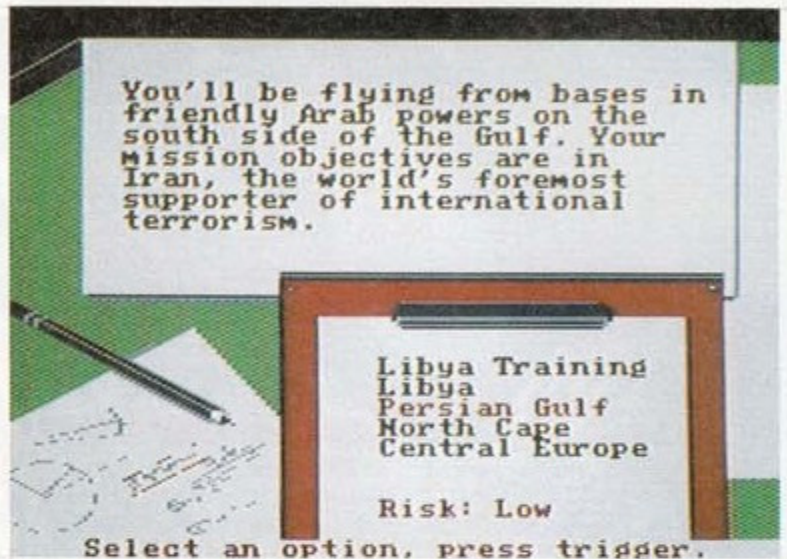 You'll be flying from bases in
friendly Arab powers on the
south side of the Gulf. Your
mission objectives are in
Iran, the world's foremost
supporter of international
terrorism.
Libya Training
Libya
Persian Gulf
North Cape
Central Europe
Risk: Low
Select an option, press trigger.